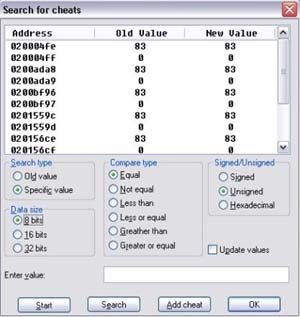 Search for cheats
Address Old Value New Value
020004fe 83 83
020004ff 0 0
0200ada8 83 83
0200ada9 0 0
0200bf96 83 83
0200bf97 0 0
0201559c 83 83
0201559d 0 0
020156ce 83 83
020156cf 0 0
Search type
Old value
Specific value
Data size
8 bits
16 bits
32 bits
Compare type
Equal
Not equal
Less than
Less or equal
Greather than
Greater or equal
Signed/Unsigned
Signed
Unsigned
Hexadecimal
Update values
Enter value:
Start Search Add cheat OK